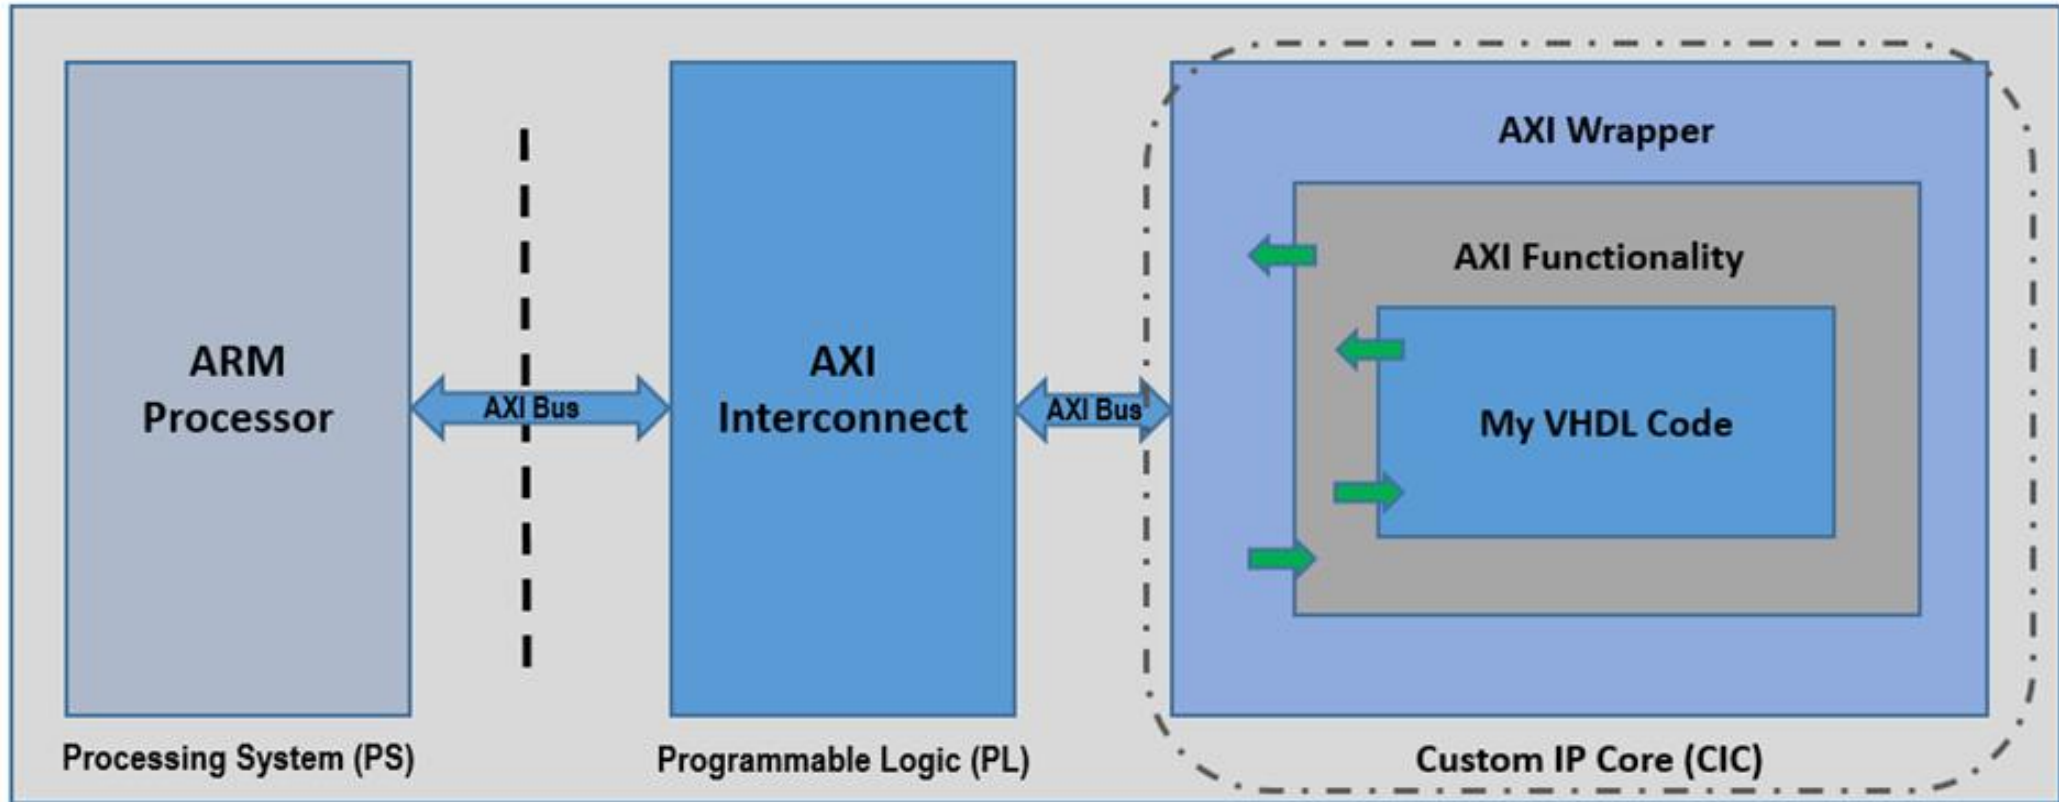 ARM
Processor
AXI Bus
AXI
Interconnect
AXI Bus
AXI Wrapper
AXI Functionality
My VHDL Code
Processing System (PS)
Programmable Logic (PL)
Custom IP Core (CIC)